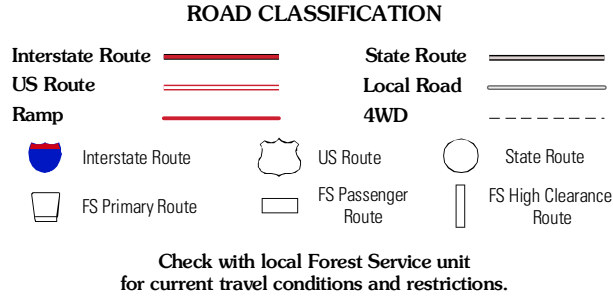 ROAD CLASSIFICATION
Interstate Route
State Route
US Route
Local Road
Ramp
4WD
Interstate Route
US Route
State Route
FS Primary Route
FS Passenger
Route
FS High Clearance
Route
Check with local Forest Service unit
for current travel conditions and restrictions.